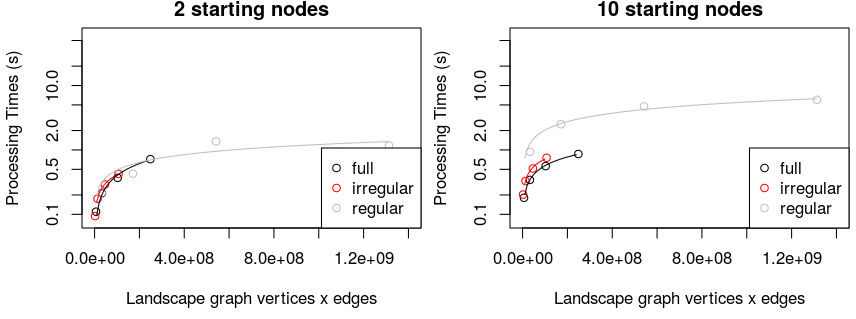 2 starting nodes
Processing Times (s)
10.0
2.0
0.5
0.1
full
irregular
regular
0.0e+00 4.0e+08 8.0e+08 1.2e+09
Landscape graph vertices x edges
10 starting nodes
Processing Times (s)
10.0
2.0
0.5
0.1
full
irregular
regular
0.0e+00 4.0e+08 8.0e+08 1.2e+09
Landscape graph vertices x edges